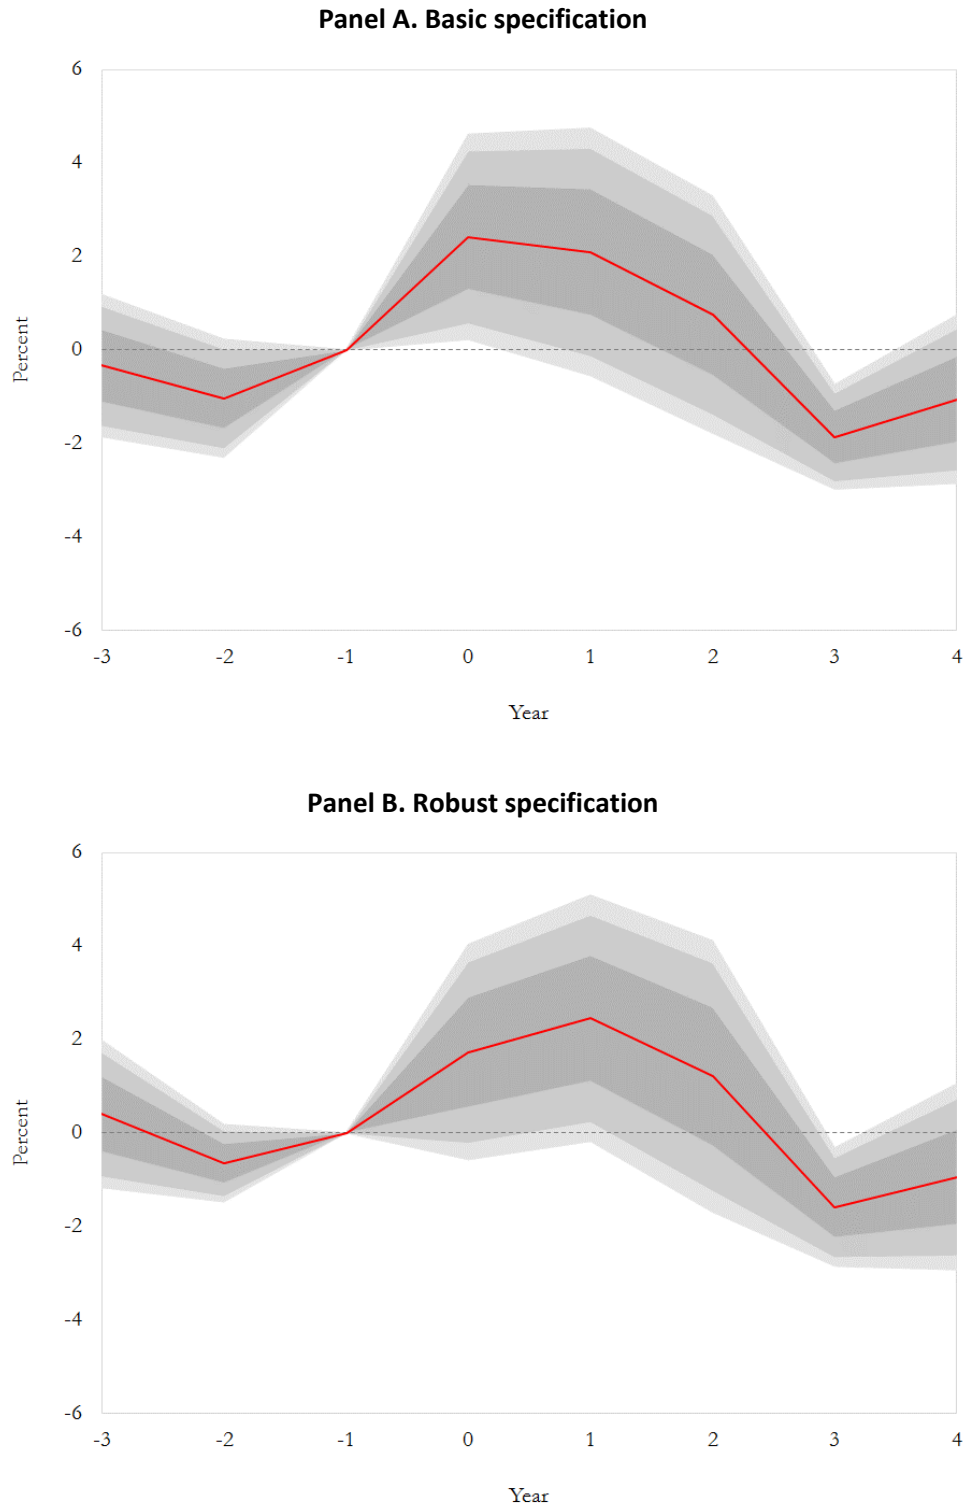 Panel A. Basic specification
6
4
2
0
-2
-4
-6
Percent
-3 -2 -1 0 1 2 3 4
Year
Panel B. Robust specification
6
4
2
0
-2
-4
-6
Percent
-3 -2 -1 0 1 2 3 4
Year